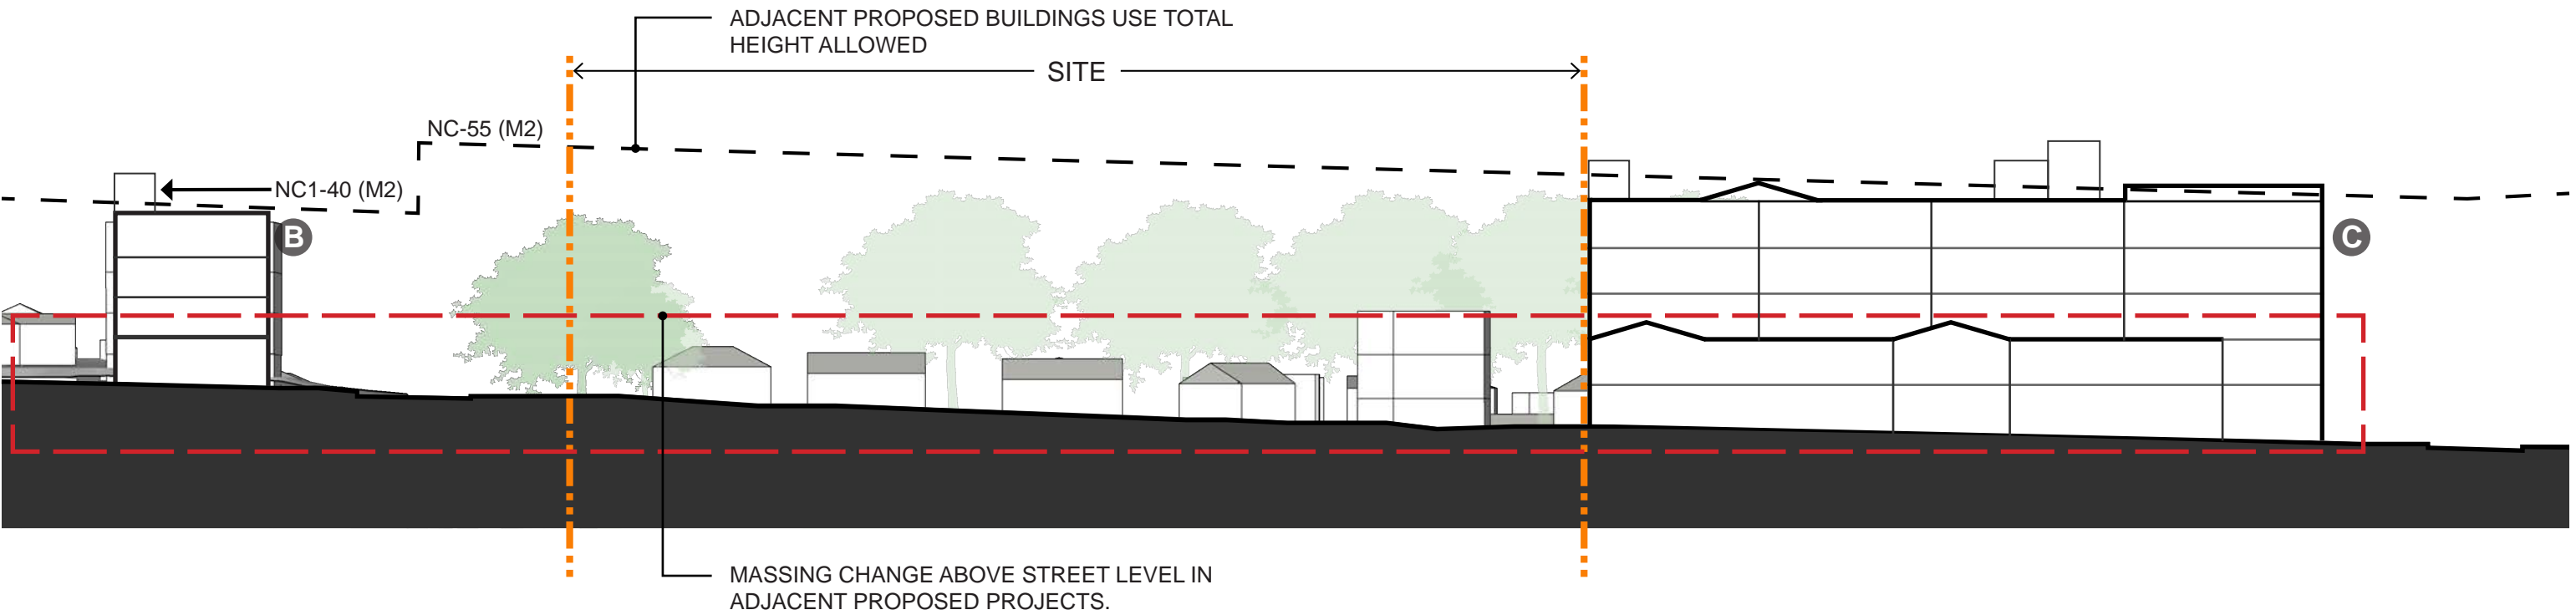 ADJACENT PROPOSED BUILDINGS USE TOTAL
HEIGHT ALLOWED
SITE
NC-55 (M2)
NC1-40 (M2)
B
C
MASSING CHANGE ABOVE STREET LEVEL IN
ADJACENT PROPOSED PROJECTS.